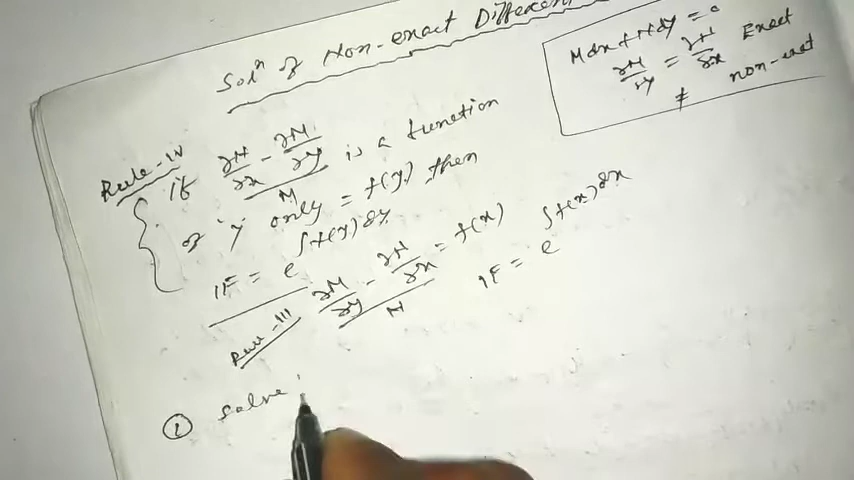 Solⁿ of Non-exact Differen
Mdx + Ndy = 0
∂M/∂y = ∂N/∂x Exact
≠ non-exat
Rule-IV
If (∂N/∂x - ∂M/∂y)/M is a function
of 'y' only = f(y) then
IF = e^∫f(y)dy
Rule-III (∂M/∂y - ∂N/∂x)/N = f(x) IF = e^∫f(x)dx
① solve: